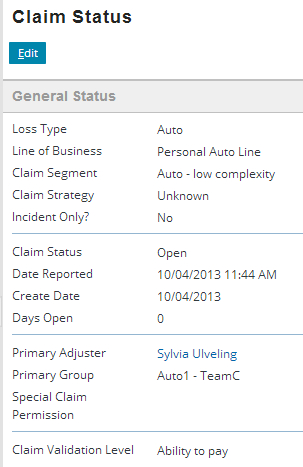 Claim Status
Edit
General Status
Loss Type Auto
Line of Business Personal Auto Line
Claim Segment Auto - low complexity
Claim Strategy Unknown
Incident Only? No
Claim Status Open
Date Reported 10/04/2013 11:44 AM
Create Date 10/04/2013
Days Open 0
Primary Adjuster Sylvia Ulveling
Primary Group Auto1 - TeamC
Special Claim
Permission
Claim Validation Level Ability to pay